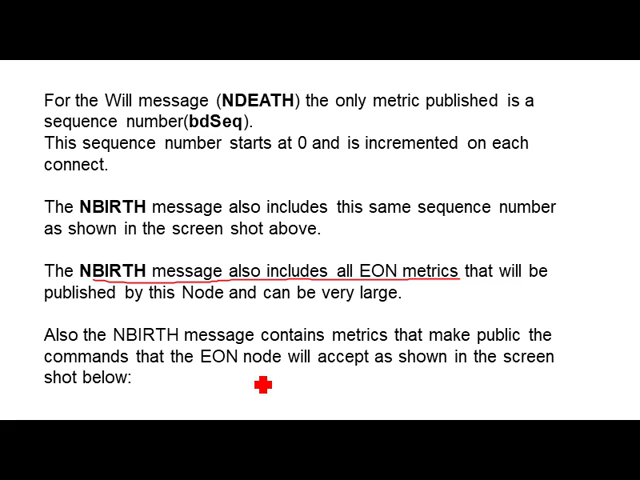 For the Will message (NDEATH) the only metric published is a
sequence number(bdSeq).
This sequence number starts at 0 and is incremented on each
connect.
The NBIRTH message also includes this same sequence number
as shown in the screen shot above.
The NBIRTH message also includes all EON metrics that will be
published by this Node and can be very large.
Also the NBIRTH message contains metrics that make public the
commands that the EON node will accept as shown in the screen
shot below: